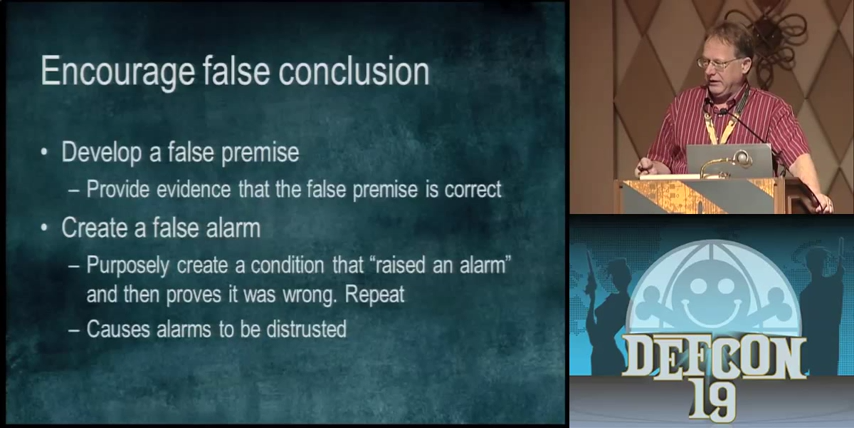 Encourage false conclusion
• Develop a false premise
– Provide evidence that the false premise is correct
• Create a false alarm
– Purposely create a condition that “raised an alarm”
and then proves it was wrong. Repeat
– Causes alarms to be distrusted
DEFCON
19